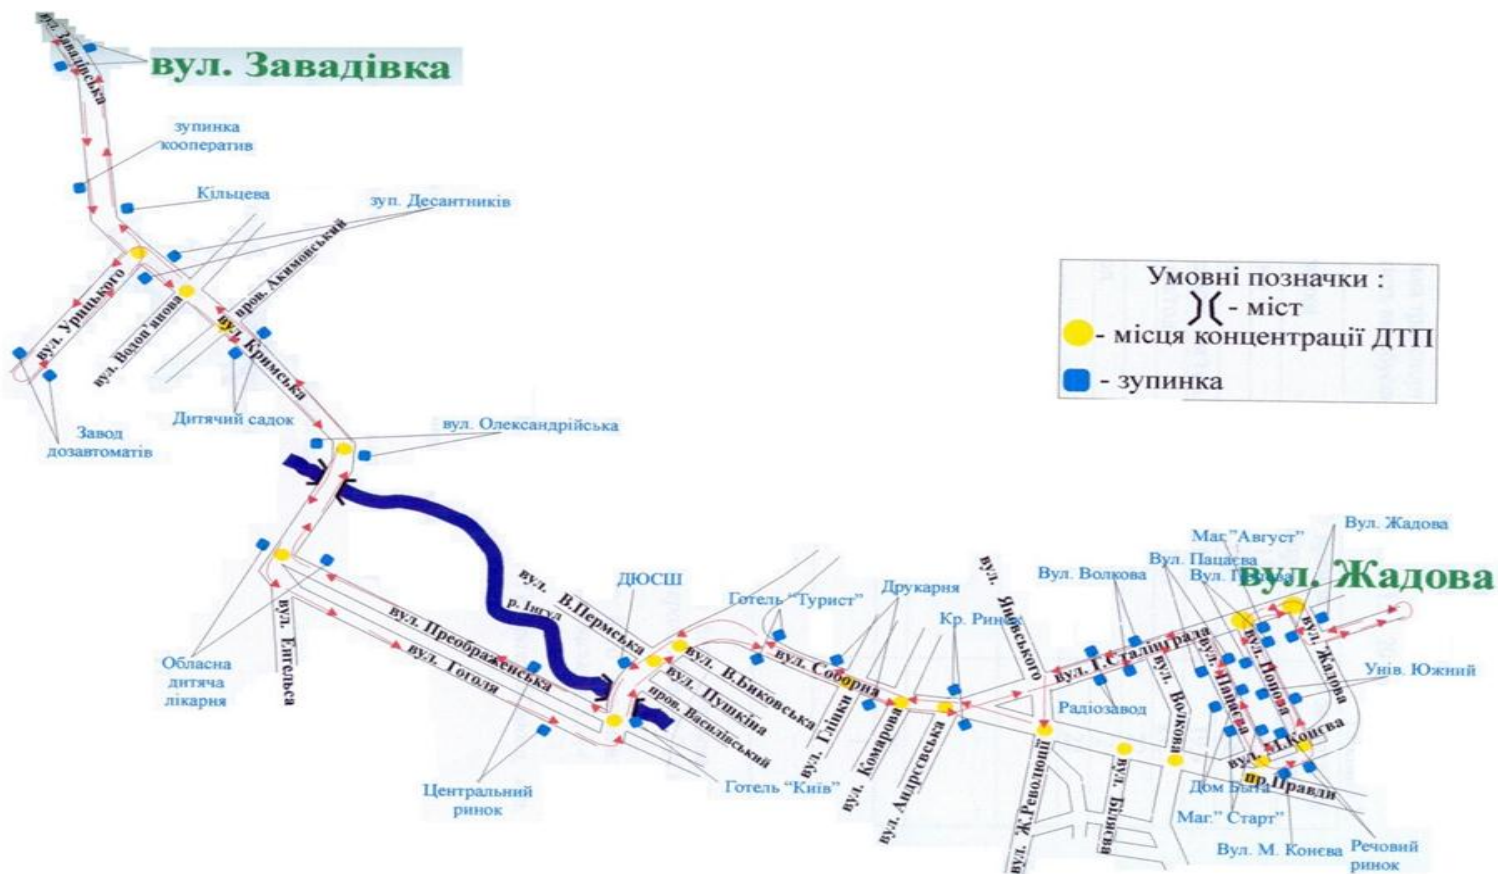 вул. Завадівська
вул. Завадівка
зупинка
кооператив
Кільцева
зуп. Десантників
пров. Акимовський
вул. Урицького
вул. Водоп'янова
вул. Кримська
Дитячий садок
Завод
дозавтоматів
вул. Олександрійська
Умовні позначки :
- міст
- місця концентрації ДТП
- зупинка
вул. Енгельса
Обласна
дитяча
лікарня
вул. Преображенська
вул. Гоголя
р. Інгул
вул. В.Пермська
ДЮСШ
вул. В.Биковська
вул. Пушкіна
пров. Василівський
Центральний
ринок
Готель “Київ”
Готель “Турист”
Друкарня
вул. Соборна
вул. Глінки
вул. Комарова
вул. Андрєєвська
Кр. Ринок
вул. Яновського
вул. Г.Сталінграда
Вул. Волкова
Радіозавод
вул. Ж.Революції
вул. Біляєва
вул. Волкова
Маг.”Август”
Вул. Пацаєва
Вул. Жадова
вул. Жадова
вул. Пацаєва
вул. Попова
вул. Жадова
Унів. Южний
вул. М.Конєва
пр.Правди
Дом Быта
Маг.” Старт”
Вул. М. Конєва
Речовий
ринок